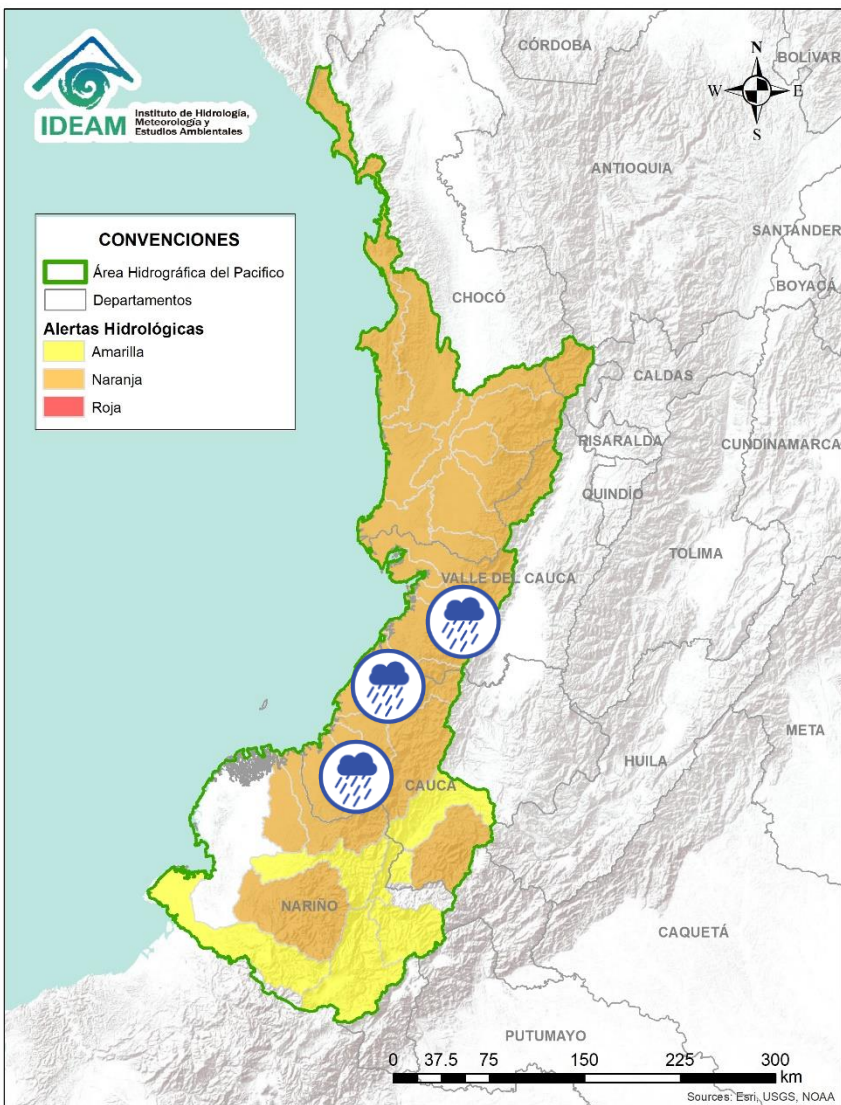 IDEAM
Instituto de Hidrología,
Meteorología y
Estudios Ambientales
CONVENCIONES
Área Hidrográfica del Pacifico
Departamentos
Alertas Hidrológicas
Amarilla
Naranja
Roja
N
W
E
S
CÓRDOBA
BOLÍVAR
ANTIOQUIA
SANTANDER
BOYACÁ
CHOCÓ
CALDAS
RISARALDA
CUNDINAMARCA
QUINDÍO
TOLIMA
VALLE DEL CAUCA
META
HUILA
CAUCA
NARIÑO
CAQUETÁ
PUTUMAYO
0 37.5 75 150 225 300
km
Sources: Esri, USGS, NOAA